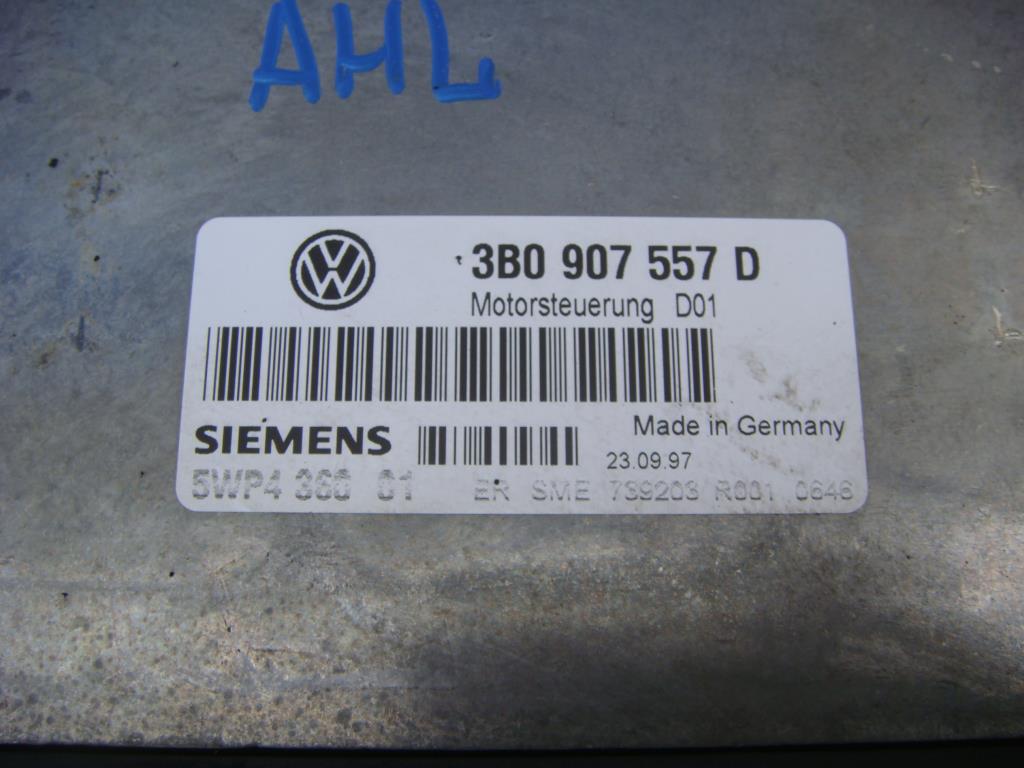 AHL
3B0 907 557 D
Motorsteuerung D01
SIEMENS
Made in Germany
23.09.97
5WP4 360 01 ER SME 739203 R001 0646